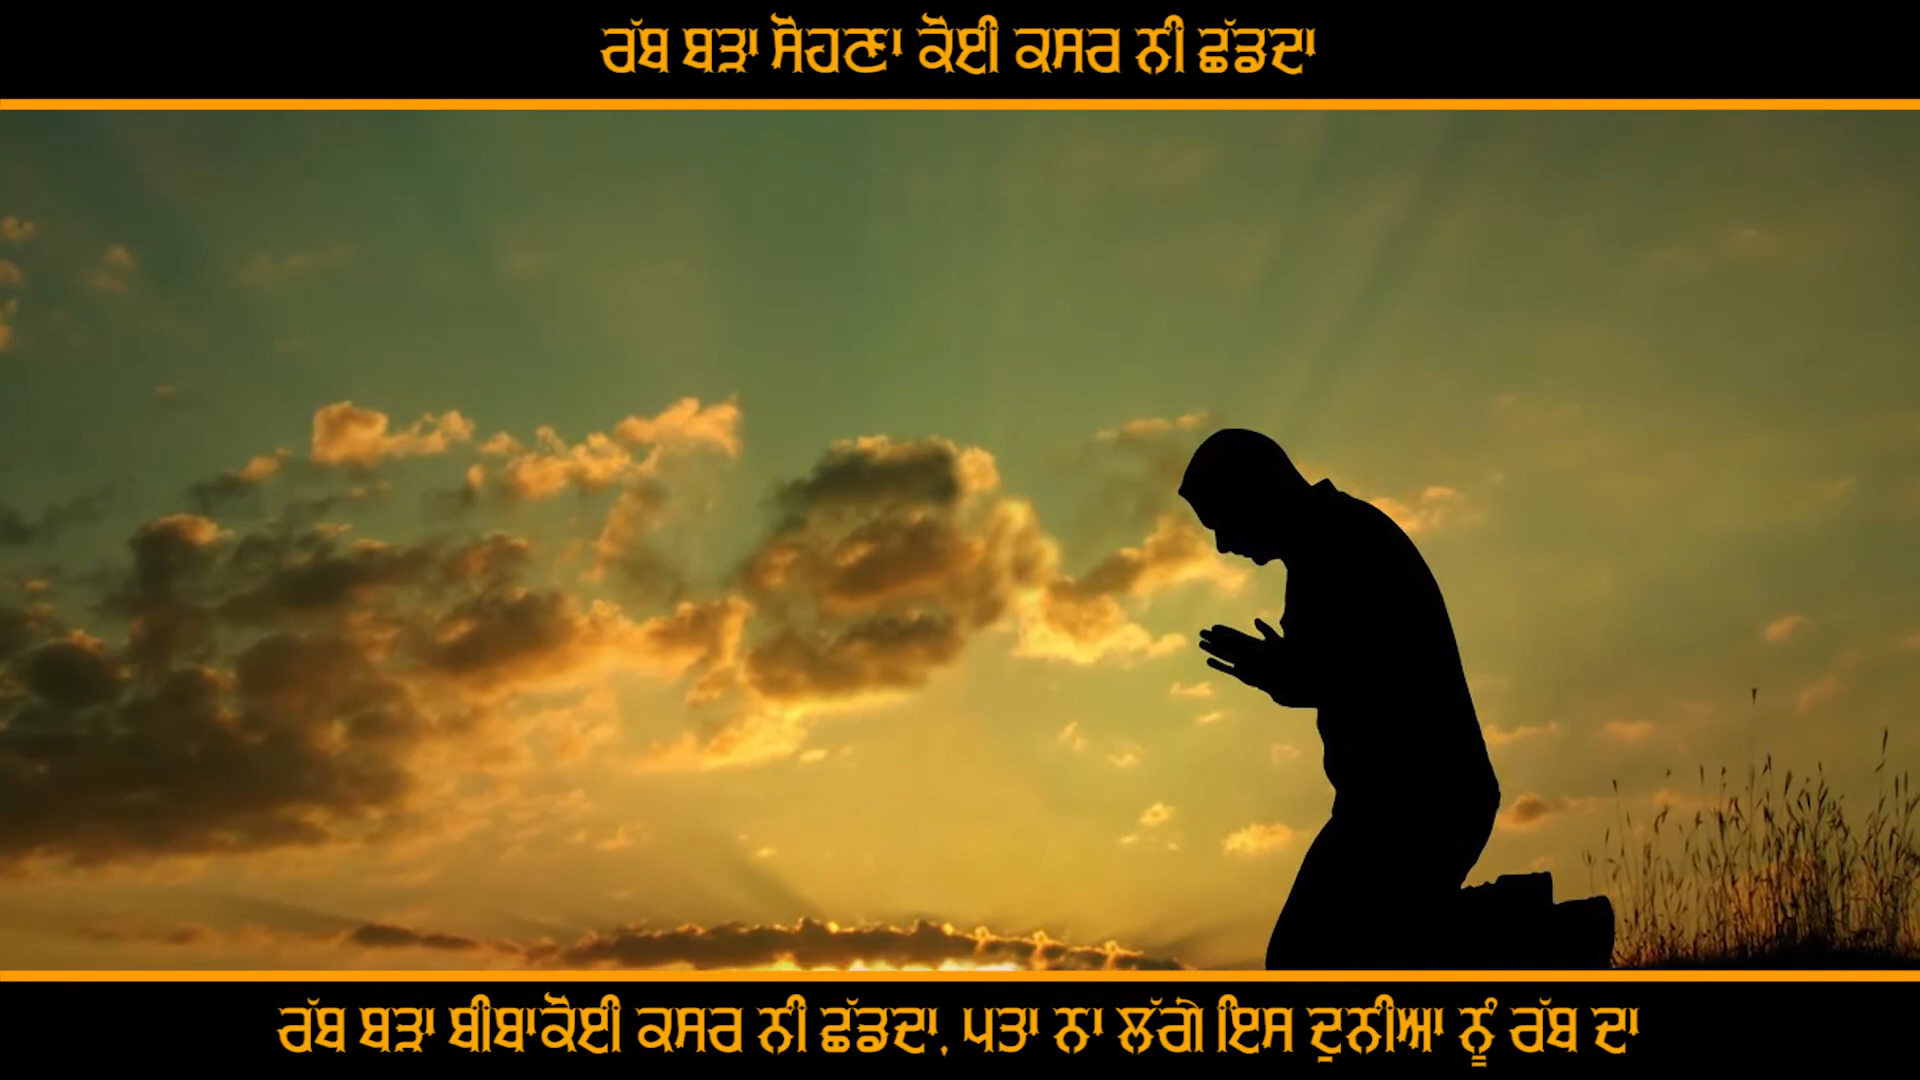 ਰੱਬ ਬੜਾ ਸੋਹਣਾ ਕੋਈ ਕਸਰ ਨੀ ਛੱਡਦਾ
ਰੱਬ ਬੜਾ ਬੀਬਾਕੋਈ ਕਸਰ ਨੀ ਛੱਡਦਾ, ਪਤਾ ਨਾ ਲੱਗੇ ਇਸ ਦੁਨੀਆ ਨੂੰ ਰੱਬ ਦਾ